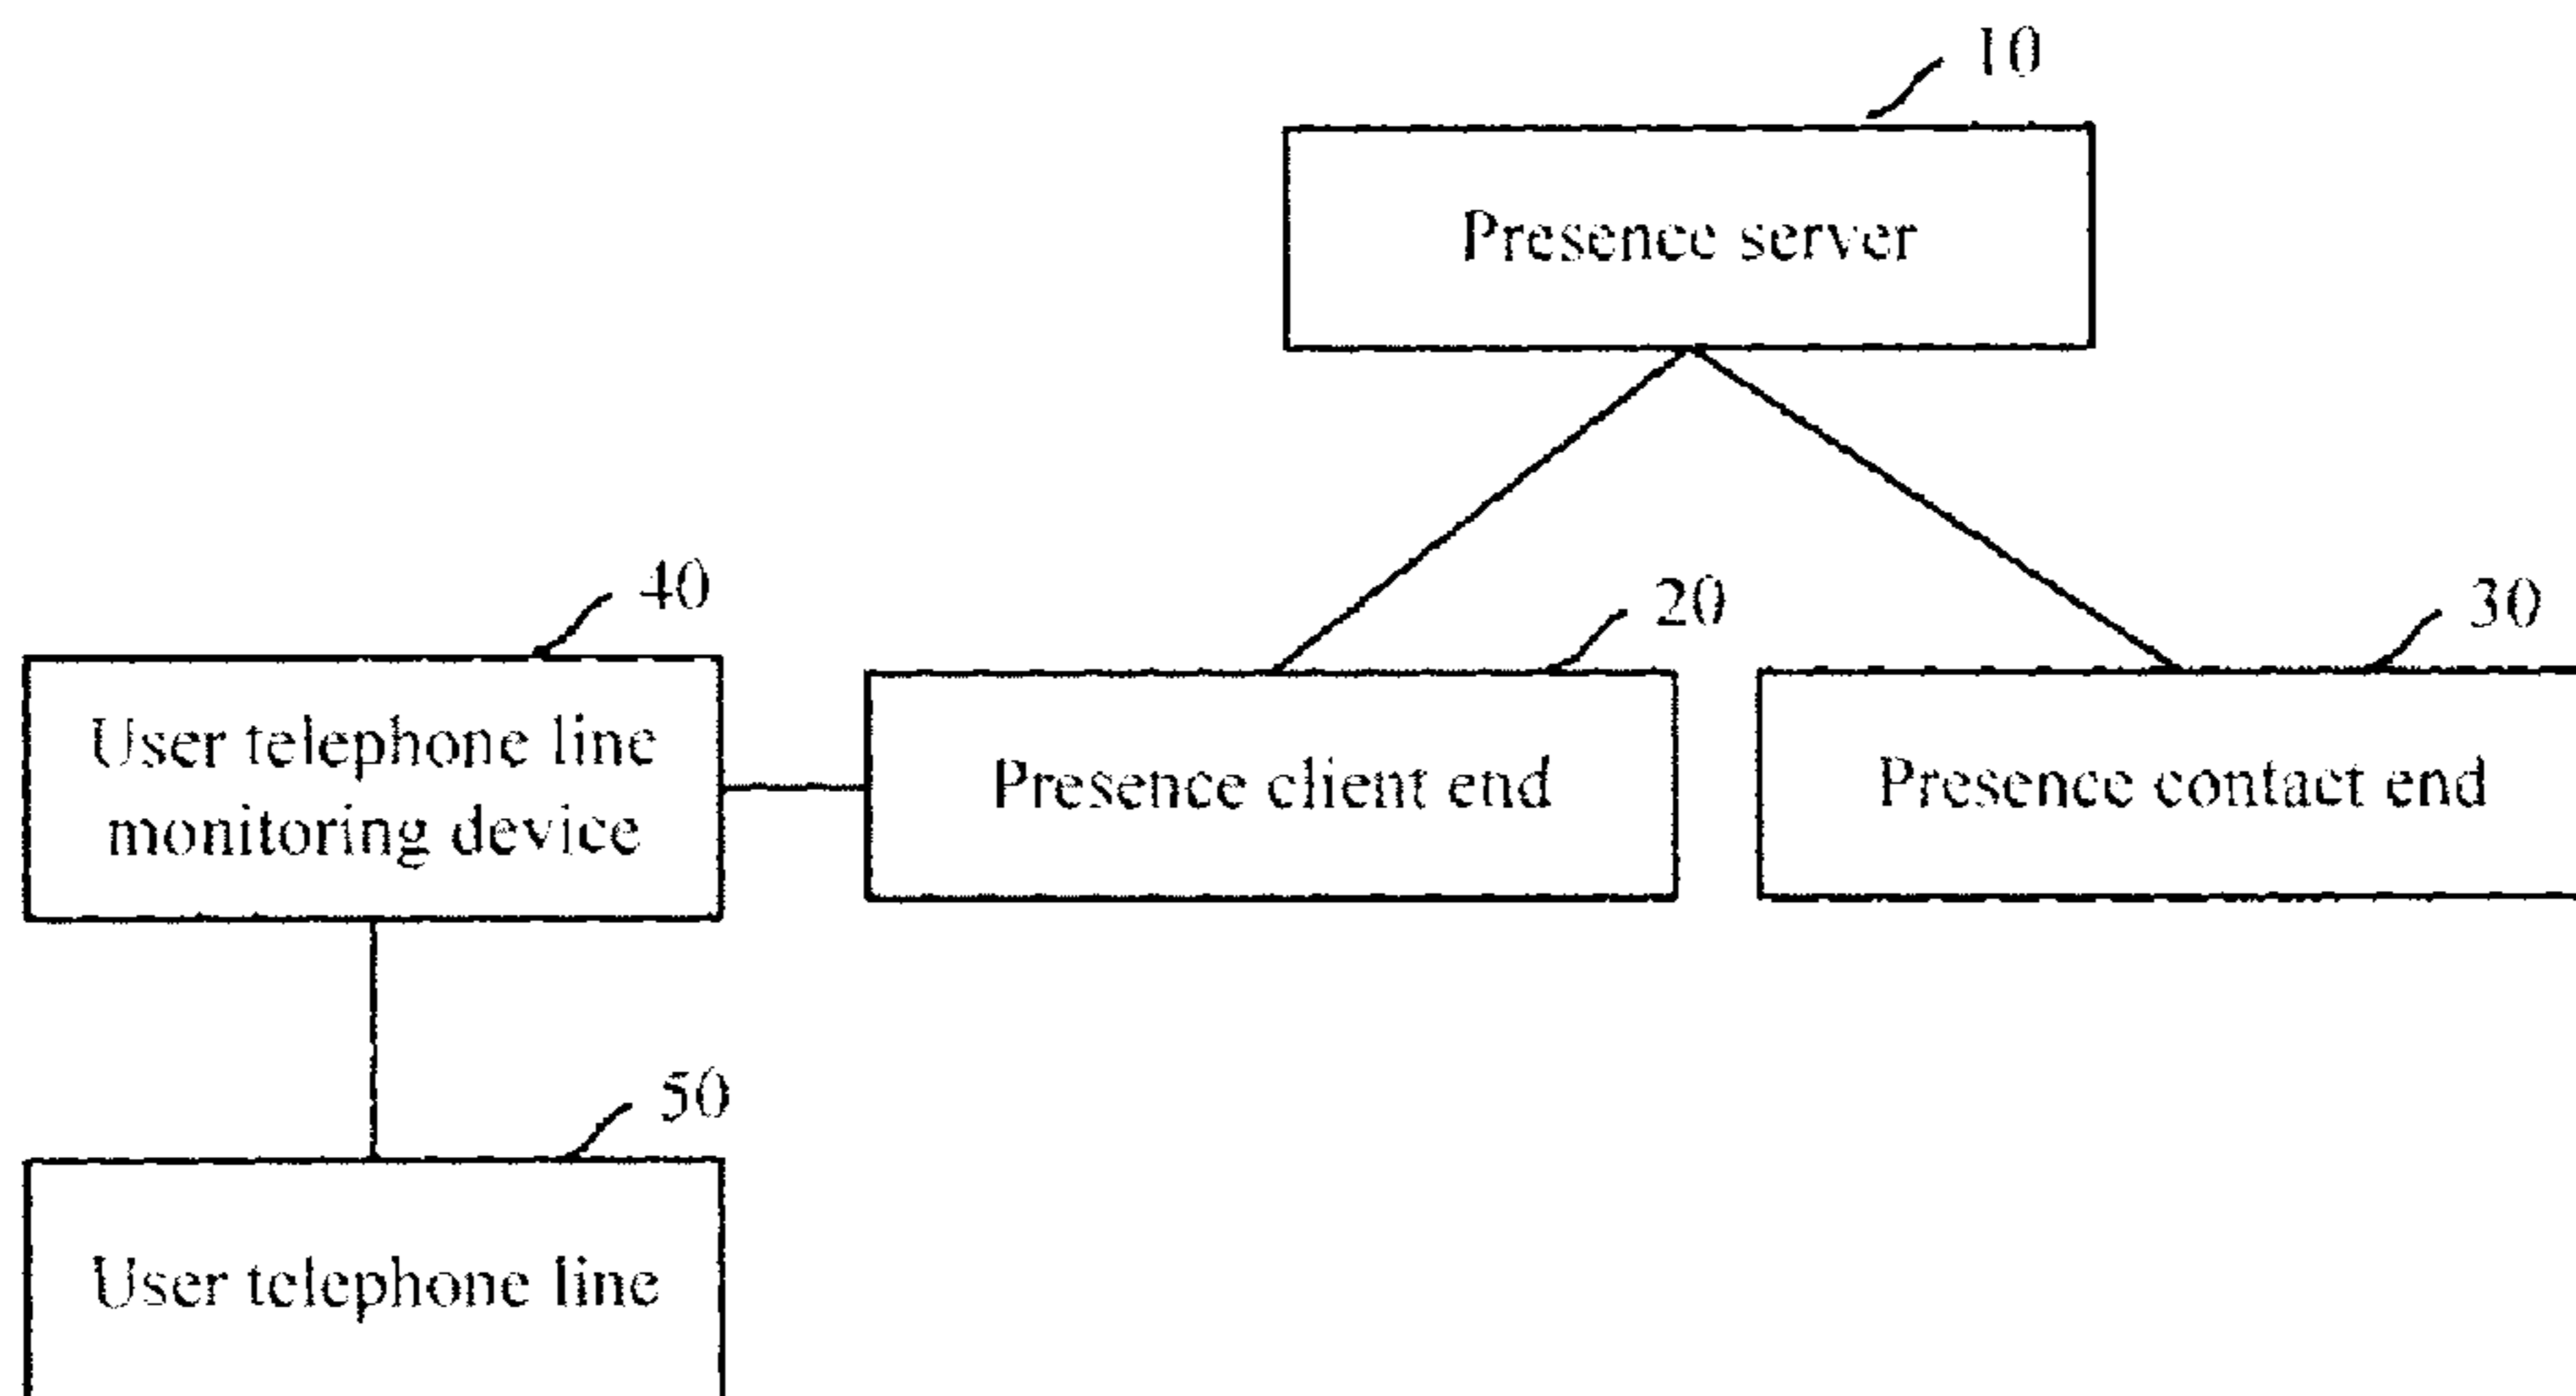 10
Presence server
40
20
30
User telephone line
monitoring device
Presence client end
Presence contact end
50
User telephone line